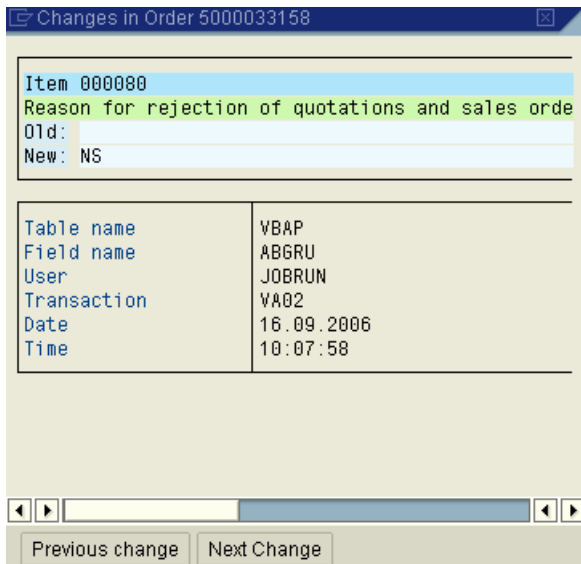 Changes in Order 5000033158
Item 000080
Reason for rejection of quotations and sales orde
Old:
New: NS
Table name VBAP
Field name ABGRU
User JOBRUN
Transaction VA02
Date 16.09.2006
Time 10:07:58
Previous change Next Change